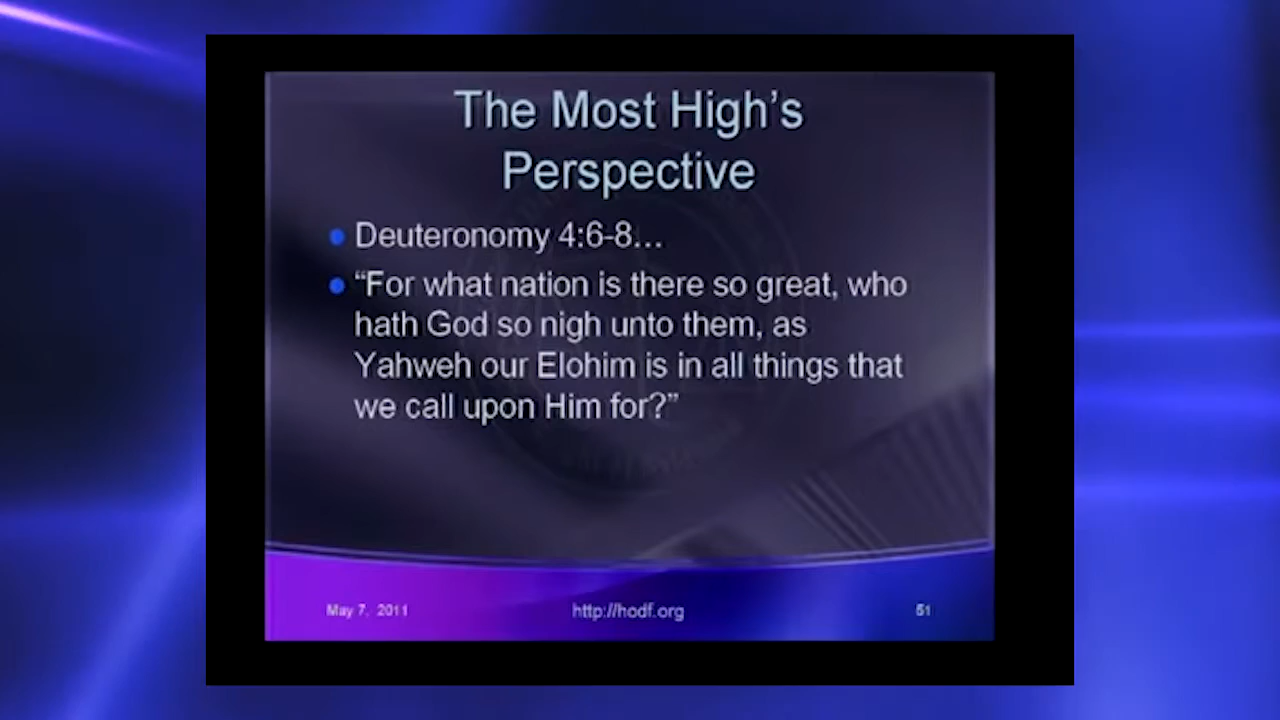 The Most High's
Perspective
Deuteronomy 4:6-8...
“For what nation is there so great, who
hath God so nigh unto them, as
Yahweh our Elohim is in all things that
we call upon Him for?”
May 7, 2011
http://hodf.org
51